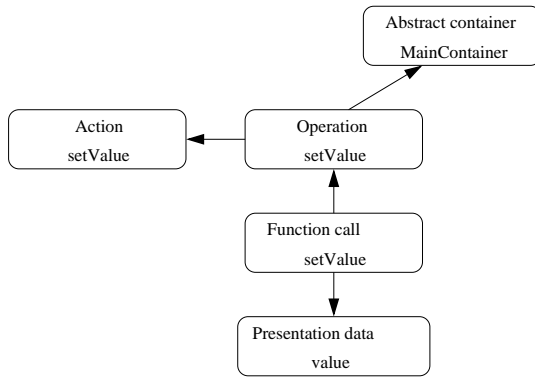 Abstract container
MainContainer
Action
setValue
Operation
setValue
Function call
setValue
Presentation data
value